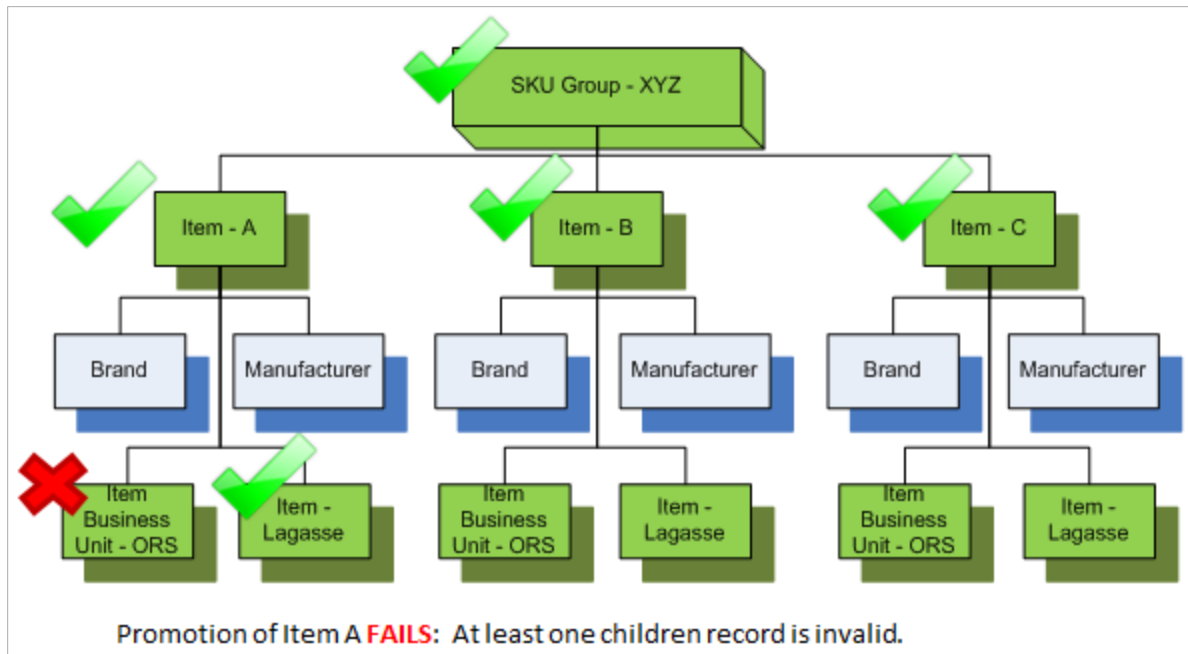 SKU Group - XYZ
Item - A
Item - B
Item - C
Brand
Manufacturer
Brand
Manufacturer
Brand
Manufacturer
Item
Business
Unit - ORS
Item -
Lagasse
Item
Business
Unit - ORS
Item -
Lagasse
Item
Business
Unit - ORS
Item -
Lagasse
Promotion of Item A FAILS: At least one children record is invalid.